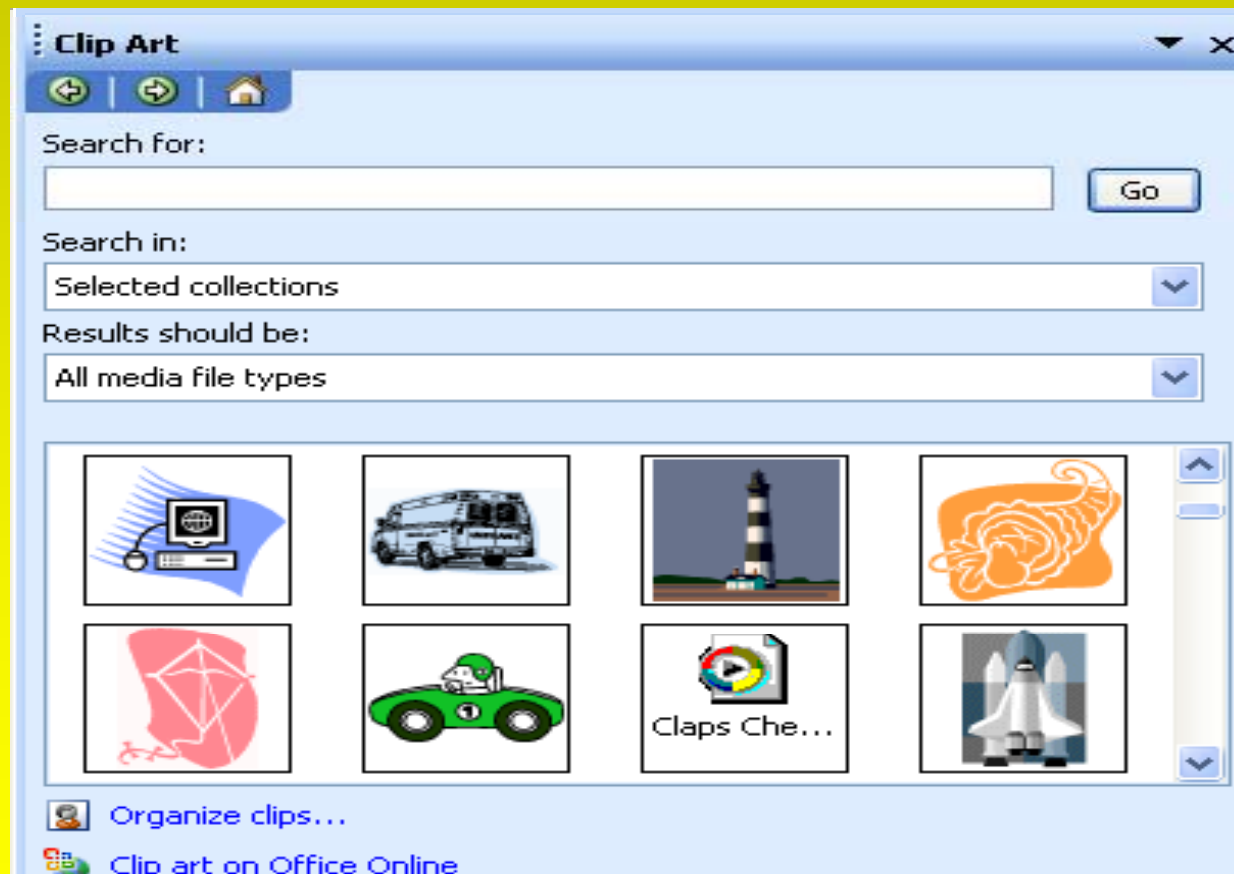 Clip Art
Search for:
Go
Search in:
Selected collections
Results should be:
All media file types
1
Claps Che...
Organize clips...
Clip art on Office Online